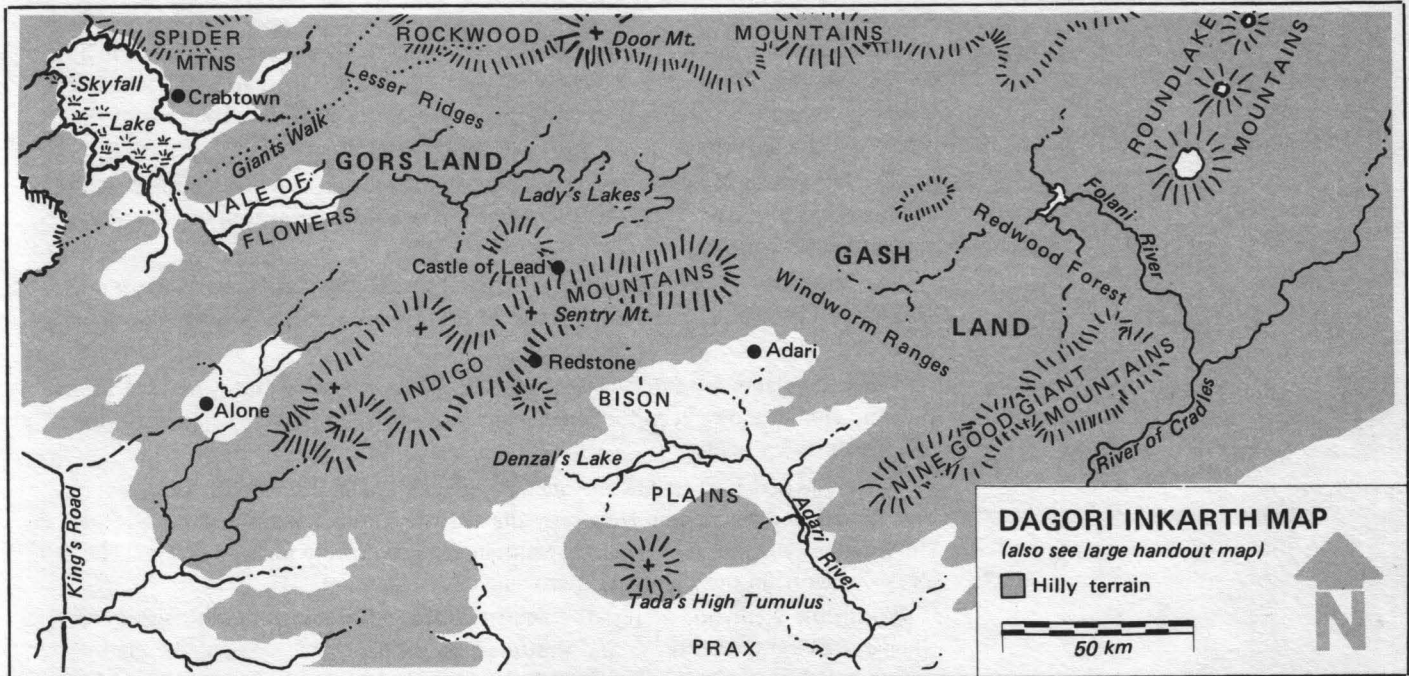 SPIDER
MTNS
ROCKWOOD
Door Mt.
MOUNTAINS
ROUNDLAKE
MOUNTAINS
Skyfall
Lake
Crabtown
Lesser Ridges
Giants Walk
GORS LAND
VALE OF
FLOWERS
Lady's Lakes
Folani
River
Redwood Forest
Castle of Lead
MOUNTAINS
GASH
LAND
Windworm Ranges
Sentry Mt.
INDIGO
Redstone
Adari
Alone
BISON
NINE GOOD GIANT
MOUNTAINS
River of Cradles
Denzal's Lake
PLAINS
Adari
River
King's Road
Tada's High Tumulus
PRAX
DAGORI INKARTH MAP
(also see large handout map)
Hilly terrain
50 km
N